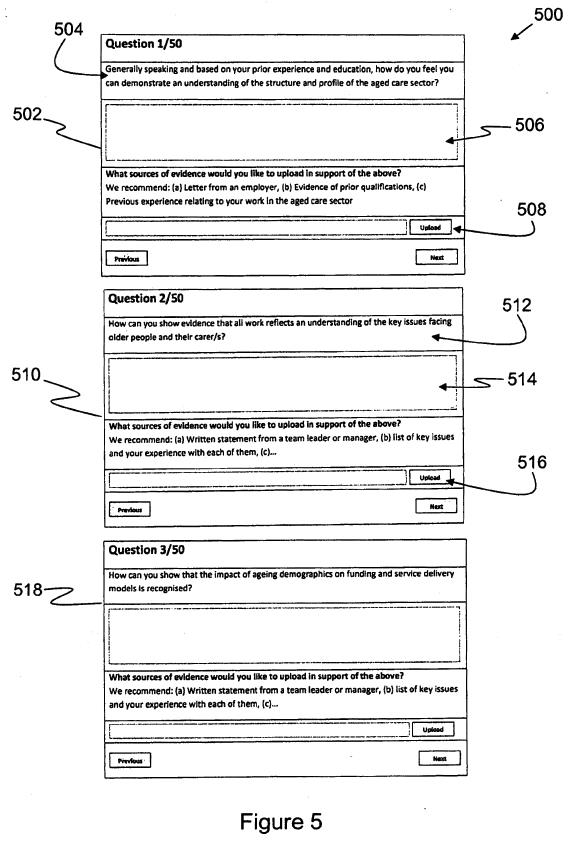 500
504
Question 1/50
Generally speaking and based on your prior experience and education, how do you feel you
can demonstrate an understanding of the structure and profile of the aged care sector?
502
506
What sources of evidence would you like to upload in support of the above?
We recommend: (a) Letter from an employer, (b) Evidence of prior qualifications, (c)
Previous experience relating to your work in the aged care sector
508
Upload
Previous
Next
Question 2/50
512
How can you show evidence that all work reflects an understanding of the key issues facing
older people and their carer/s?
510
514
What sources of evidence would you like to upload in support of the above?
We recommend: (a) Written statement from a team leader or manager, (b) list of key issues
and your experience with each of them, (c)...
516
Upload
Previous
Next
Question 3/50
518
How can you show that the impact of ageing demographics on funding and service delivery
models is recognised?
What sources of evidence would you like to upload in support of the above?
We recommend: (a) Written statement from a team leader or manager, (b) list of key issues
and your experience with each of them, (c)...
Upload
Previous
Next
Figure 5